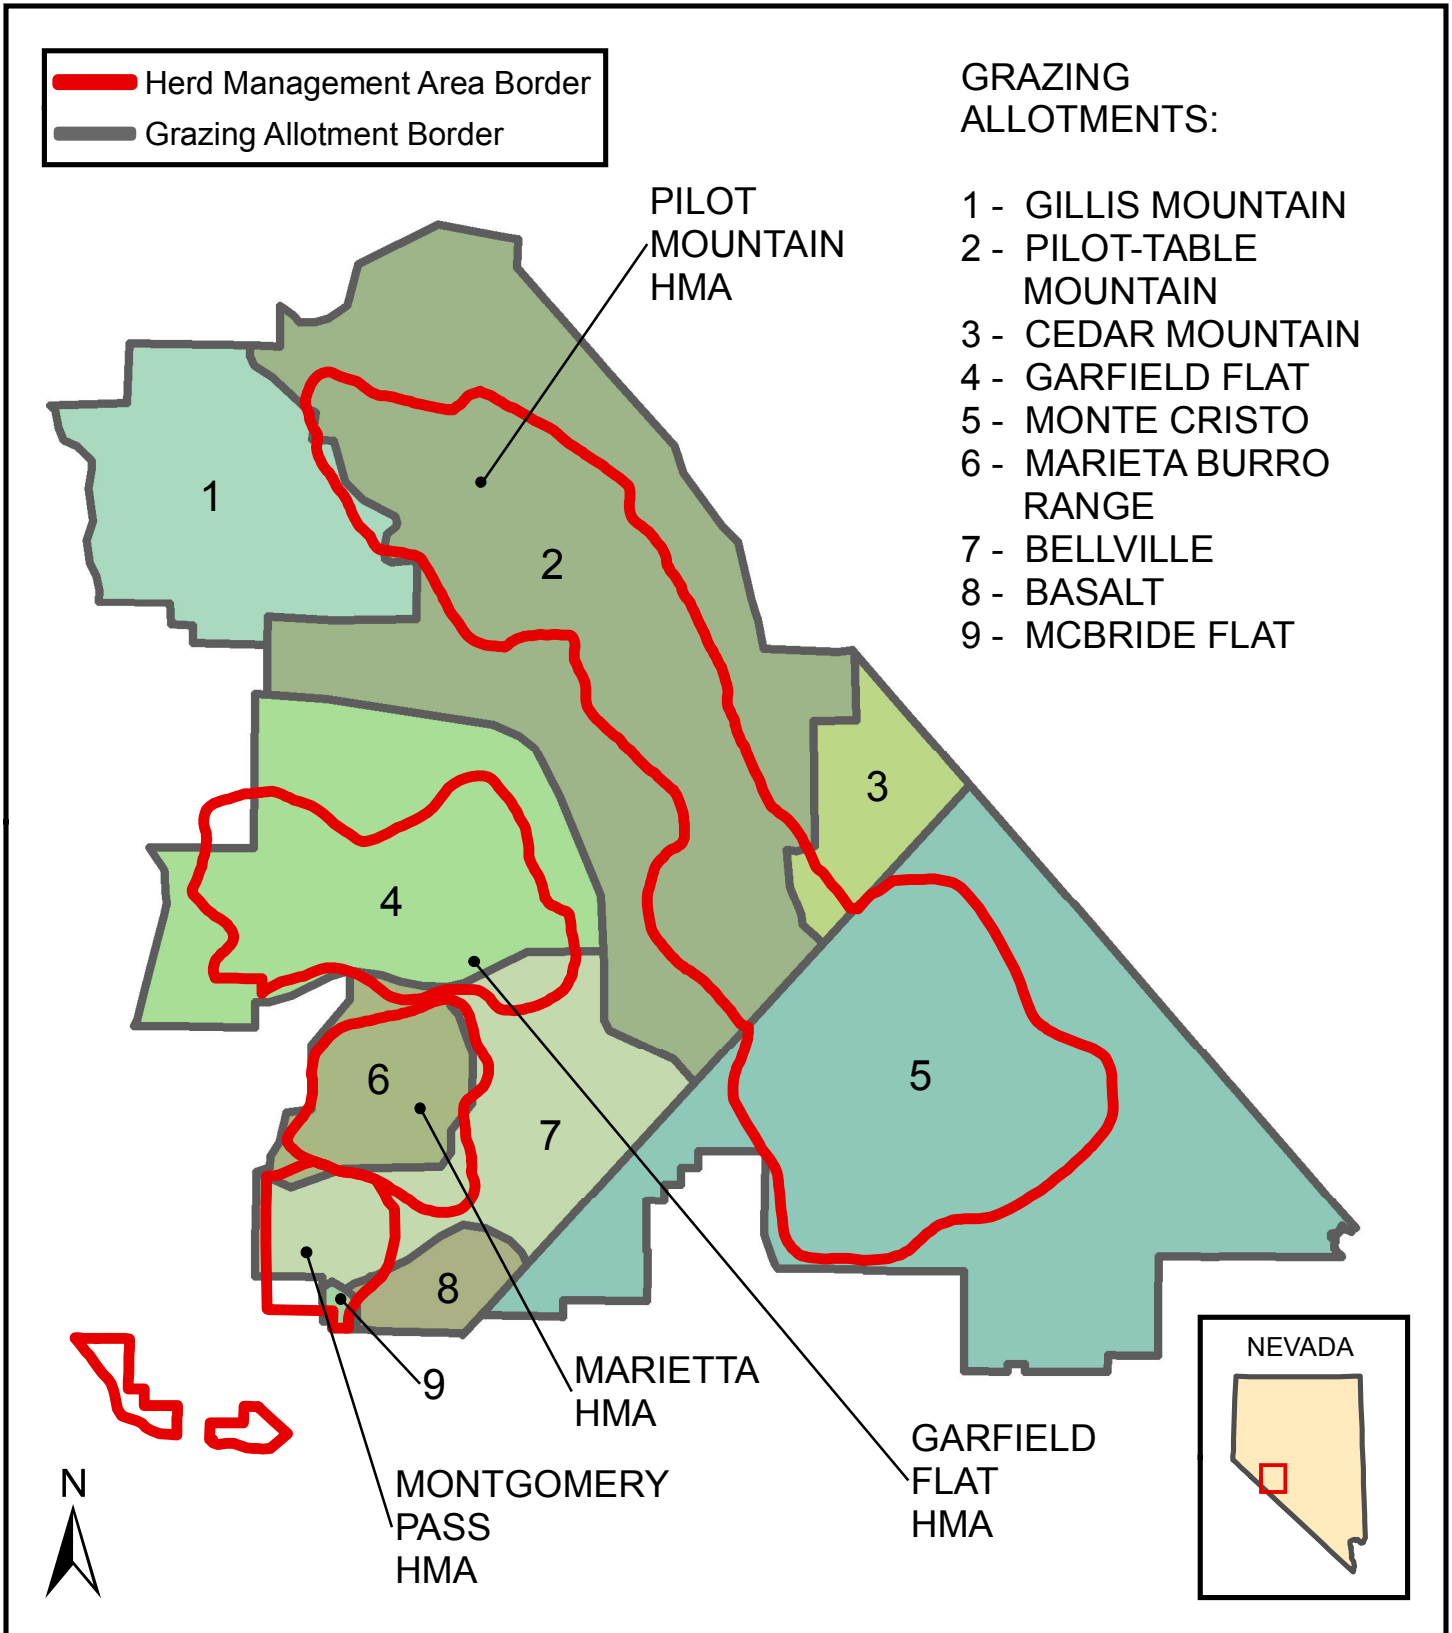 Herd Management Area Border
Grazing Allotment Border
GRAZING
ALLOTMENTS:
1 - GILLIS MOUNTAIN
2 - PILOT-TABLE
MOUNTAIN
3 - CEDAR MOUNTAIN
4 - GARFIELD FLAT
5 - MONTE CRISTO
6 - MARIETA BURRO
RANGE
7 - BELLVILLE
8 - BASALT
9 - MCBRIDE FLAT
PILOT
MOUNTAIN
HMA
1
2
3
4
5
6
7
8
9
MARIETTA
HMA
GARFIELD
FLAT
HMA
MONTGOMERY
PASS
HMA
N
NEVADA